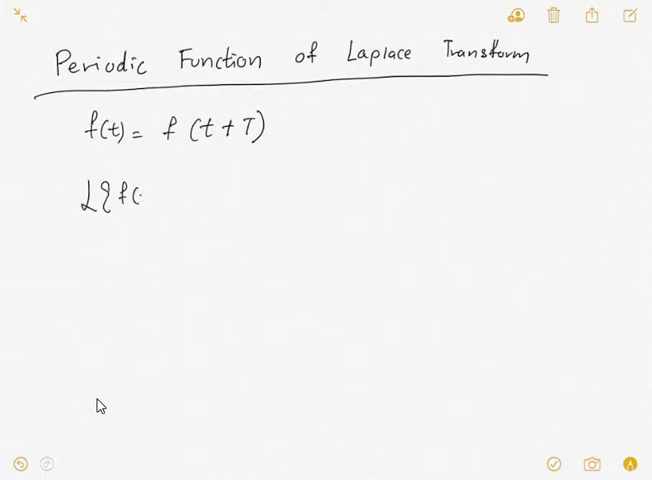 Periodic Function of Laplace Transform
f(t) = f (t + T)
L{ f(